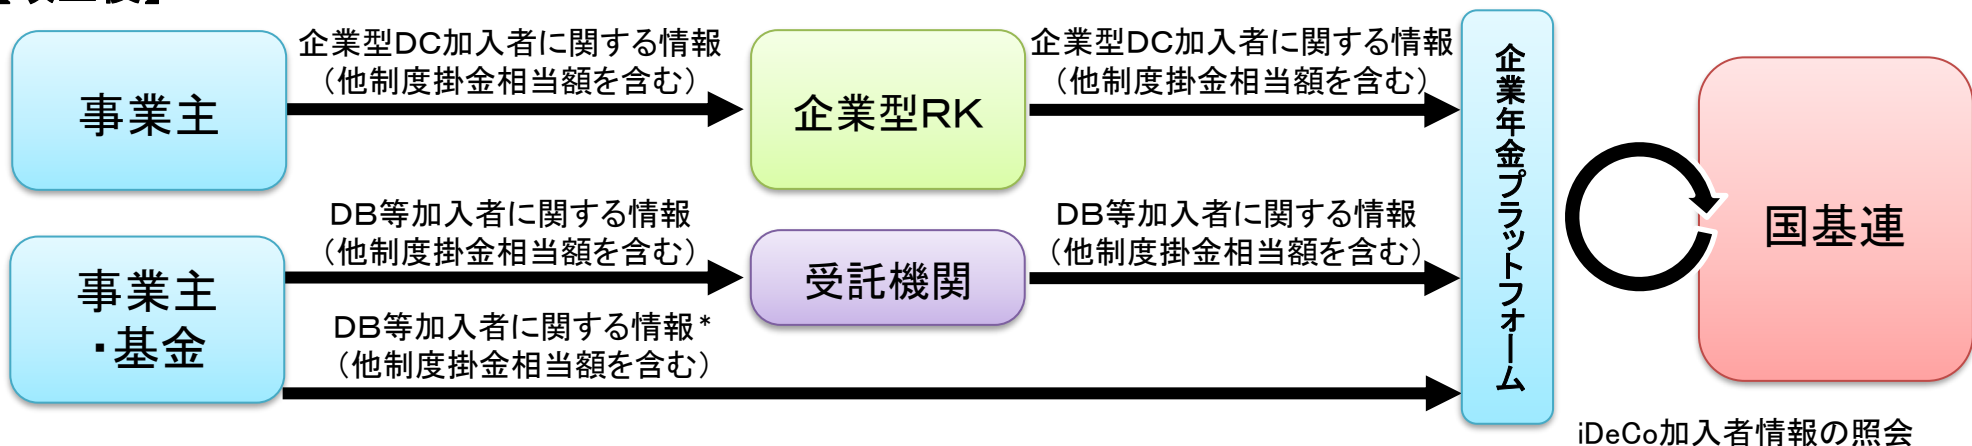 事業主
企業型DC加入者に関する情報
（他制度掛金相当額を含む）
企業型RK
企業型DC加入者に関する情報
（他制度掛金相当額を含む）
企業年金プラットフォーム
国基連
事業主
・基金
DB等加入者に関する情報
（他制度掛金相当額を含む）
受託機関
DB等加入者に関する情報
（他制度掛金相当額を含む）
DB等加入者に関する情報*
（他制度掛金相当額を含む）
iDeCo加入者情報の照会